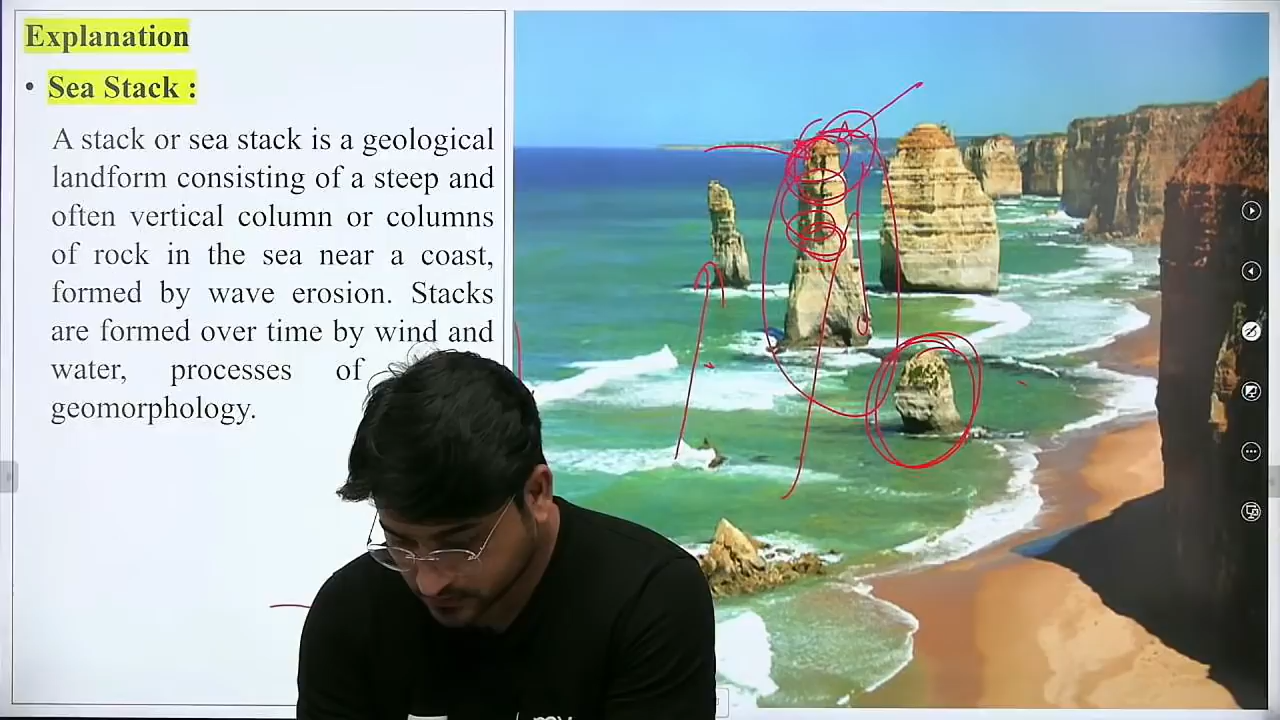 Explanation
• Sea Stack :
A stack or sea stack is a geological
landform consisting of a steep and
often vertical column or columns
of rock in the sea near a coast,
formed by wave erosion. Stacks
are formed over time by wind and
water, processes of
geomorphology.